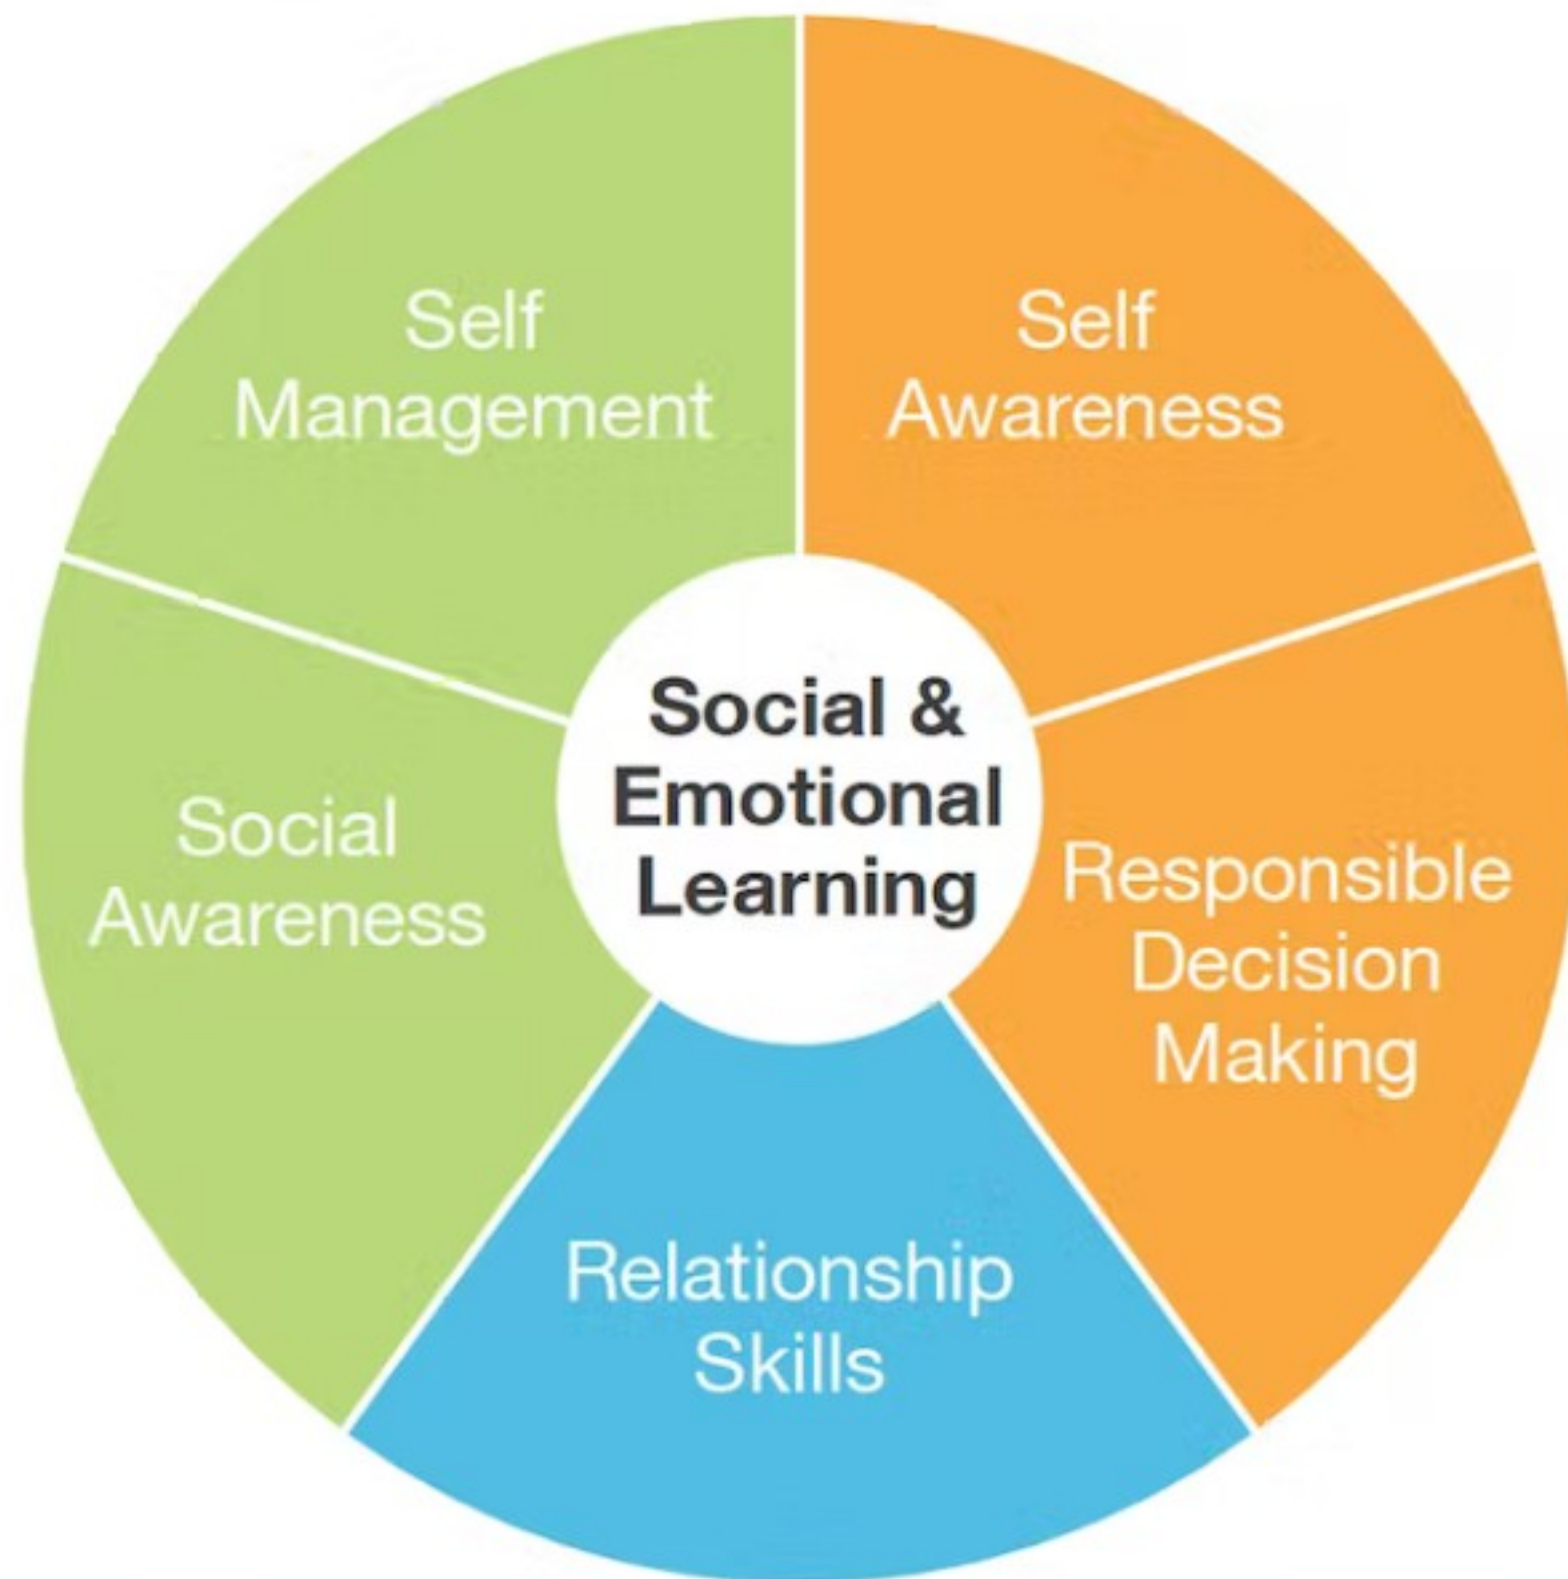 Self
Management
Self
Awareness
Social &
Emotional
Learning
Social
Awareness
Responsible
Decision
Making
Relationship
Skills